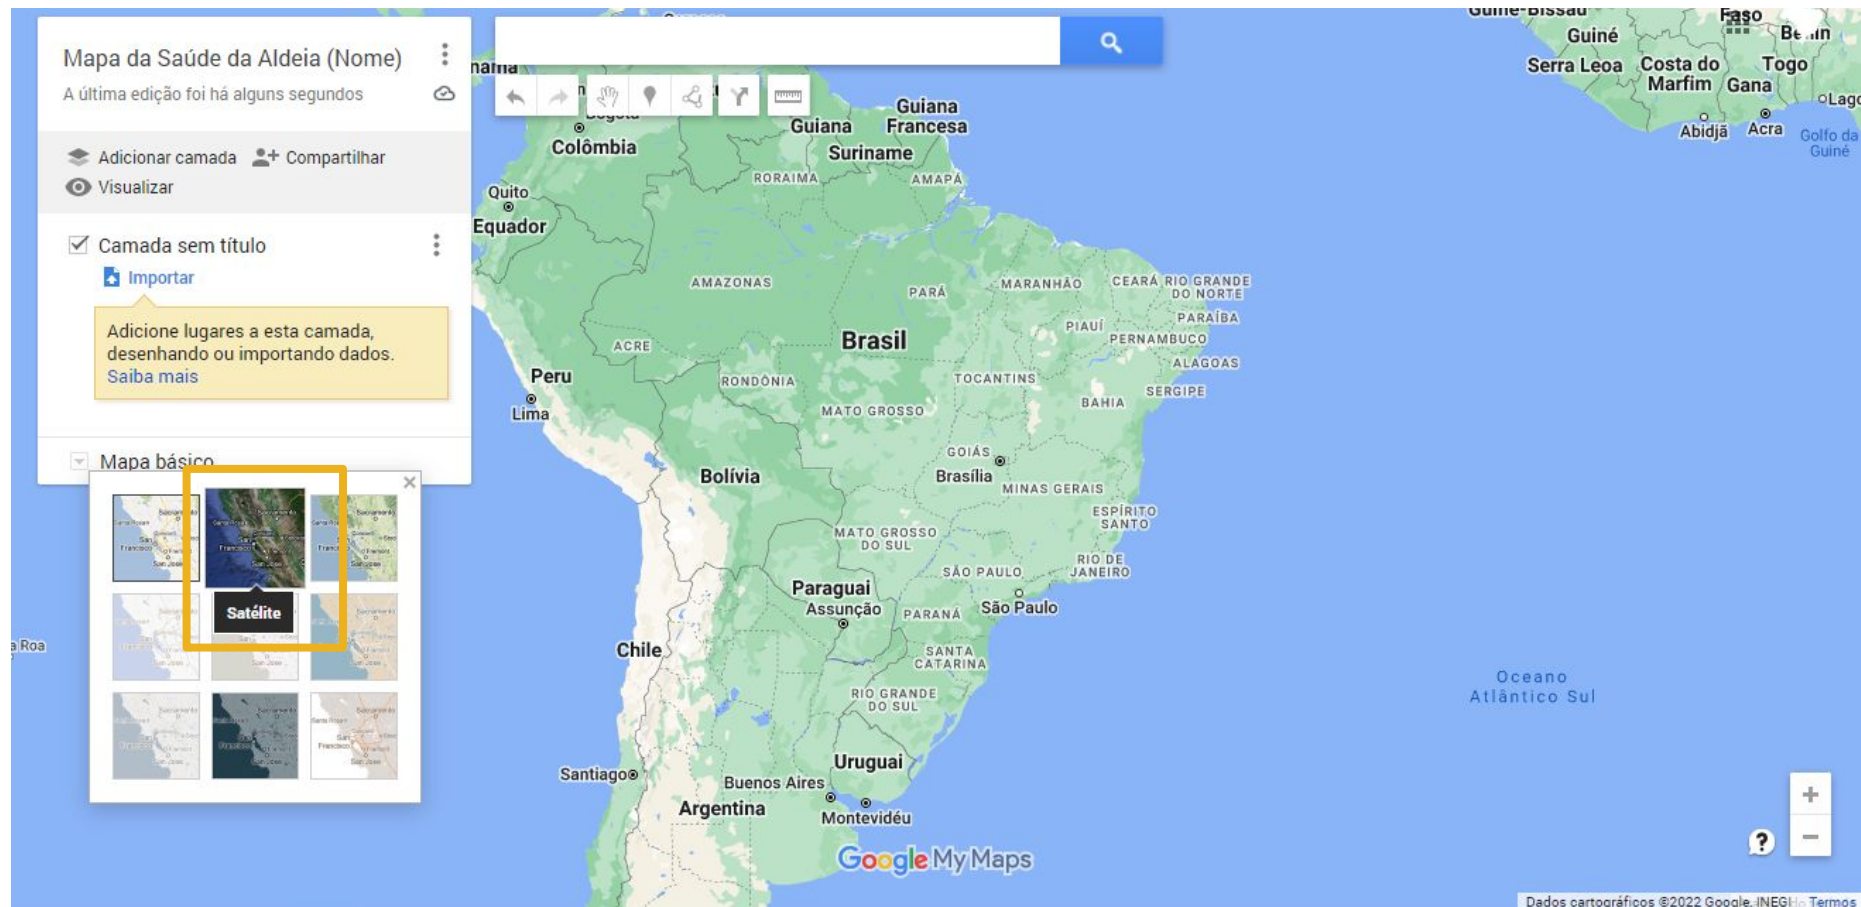 Mapa da Saúde da Aldeia (Nome)
A última edição foi há alguns segundos
Adicionar camada
Compartilhar
Visualizar
Camada sem título
Importar
Adicione lugares a esta camada,
desenhando ou importando dados.
Saiba mais
Mapa básico
Satélite
Guiné
Serra Leoa
Costa do
Marfim
Faso
Gana
Togo
Abidjã
Acra
Golfo da
Guiné
Colômbia
Guiana
Guiana
Francesa
Suriname
RORAIMA
AMAPÁ
Quito
Equador
AMAZONAS
PARÁ
MARANHÃO
CEARÁ
RIO GRANDE
DO NORTE
PARAÍBA
PIAUÍ
PERNAMBUCO
ALAGOAS
SERGIPE
Brasil
ACRE
Peru
RONDÔNIA
TOCANTINS
BAHIA
Lima
MATO GROSSO
GOIÁS
Brasília
Bolívia
MINAS GERAIS
ESPÍRITO
SANTO
MATO GROSSO
DO SUL
RIO DE
JANEIRO
SÃO PAULO
Paraguai
Assunção
PARANÁ
São Paulo
Chile
SANTA
CATARINA
a Roa
Oceano
Atlântico Sul
RIO GRANDE
DO SUL
Uruguai
Santiago
Buenos Aires
Argentina
Montevidéu
Google My Maps
Dados cartográficos ©2022 Google, INEGI
Termos